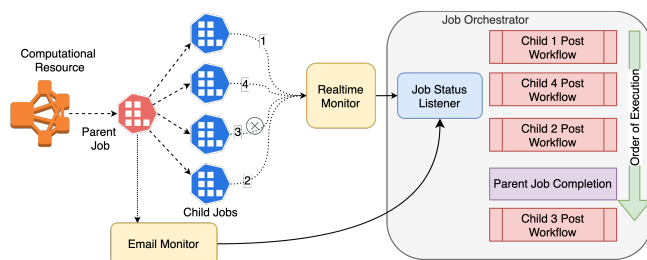 Computational
Resource
Parent
Job
1
4
3
2
Child Jobs
Email Monitor
Realtime
Monitor
Job Orchestrator
Job Status
Listener
Child 1 Post
Workflow
Child 4 Post
Workflow
Child 2 Post
Workflow
Parent Job Completion
Child 3 Post
Workflow
Order of Execution